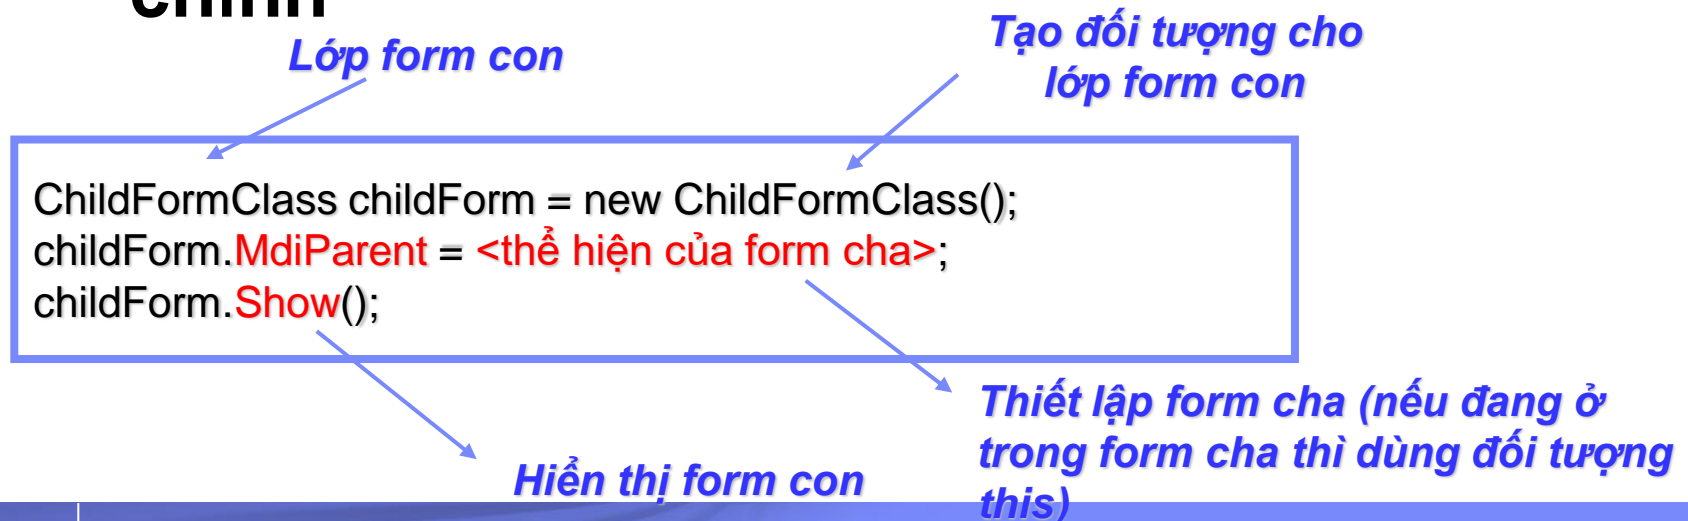 Lớp form con
Tạo đối tượng cho
lớp form con
ChildFormClass childForm = new ChildFormClass();
childForm.MdiParent = <thể hiện của form cha>;
childForm.Show();
Thiết lập form cha (nếu đang ở
trong form cha thì dùng đối tượng
this)
Hiển thị form con